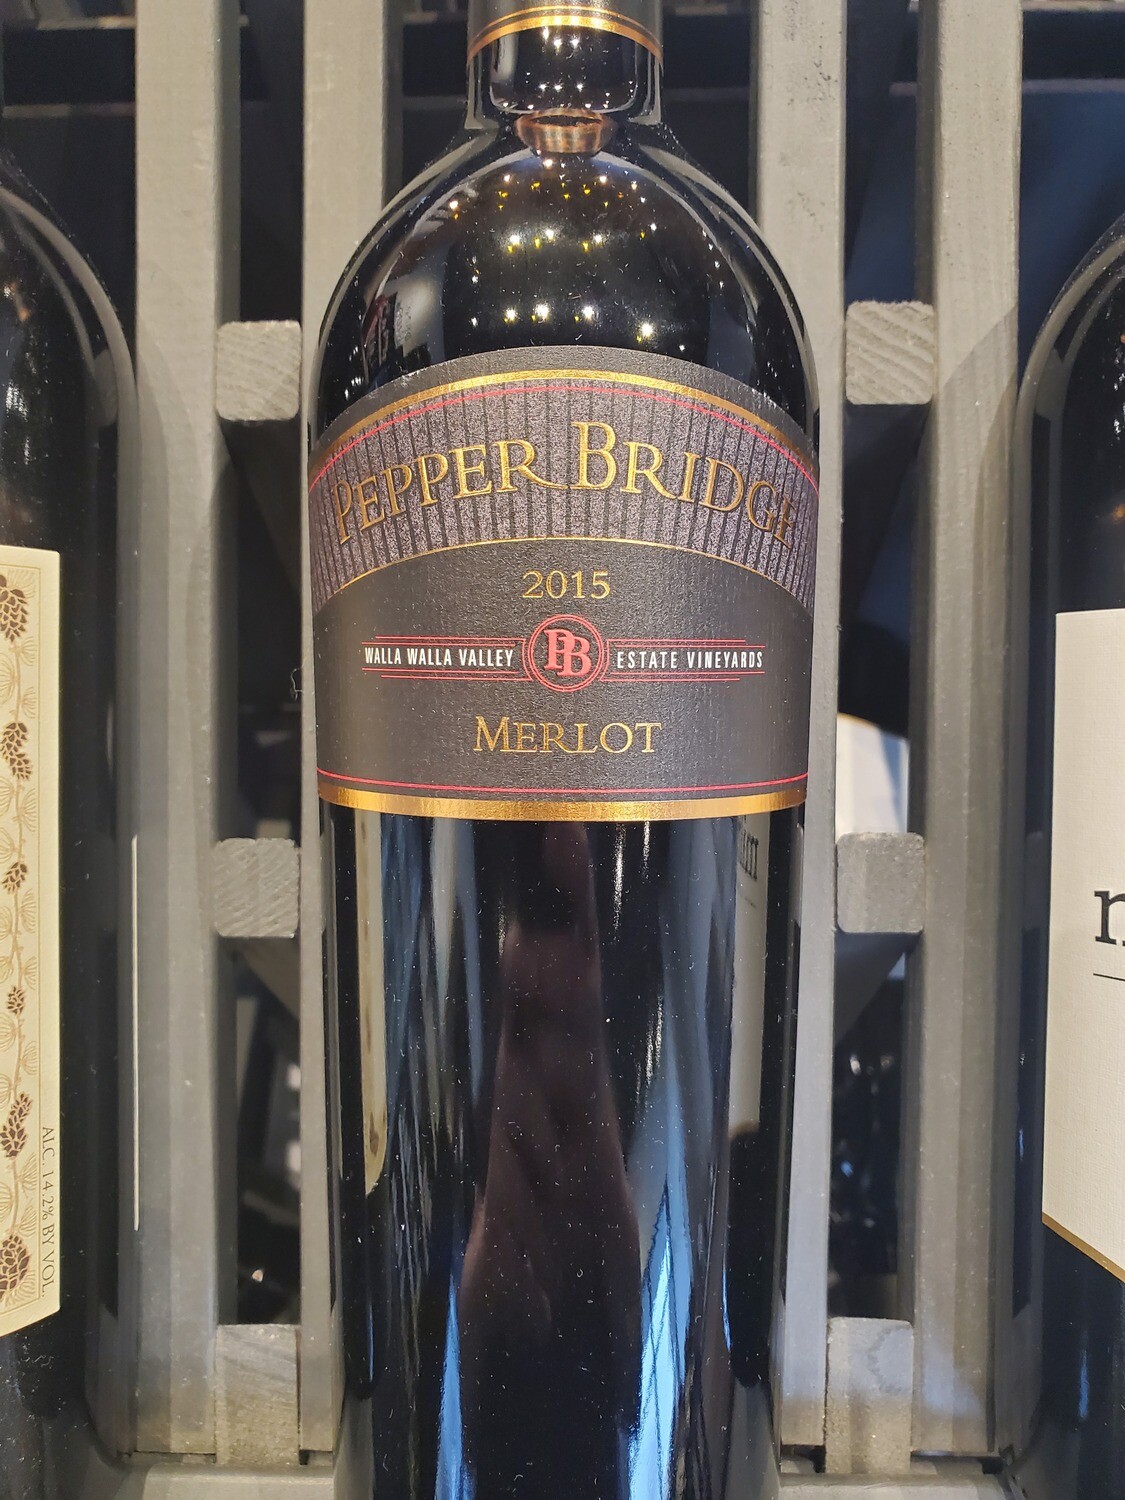 PEPPER BRIDGE
2015
WALLA WALLA VALLEY PB ESTATE VINEYARDS
MERLOT
ALC. 14.2% BY VOL.